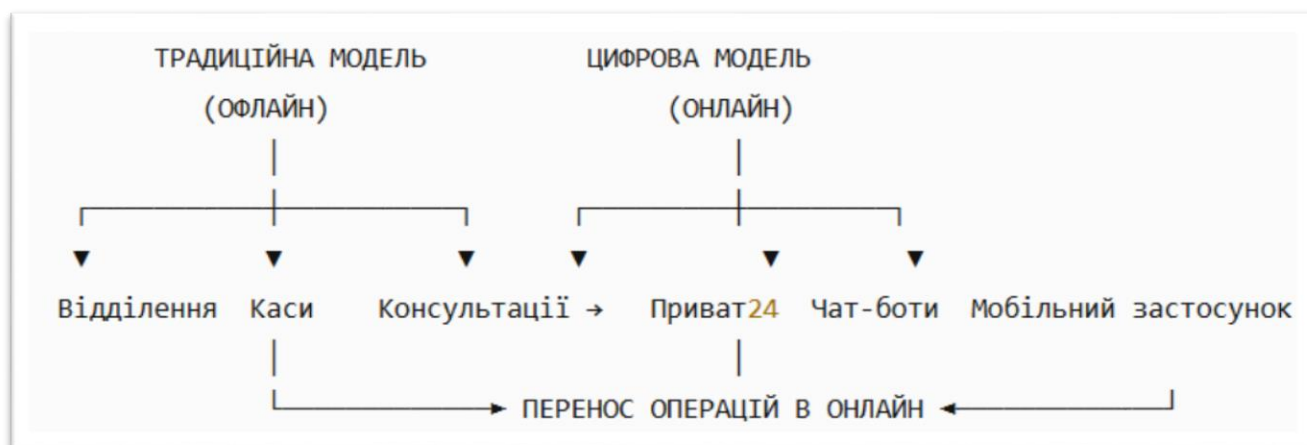 ТРАДИЦІЙНА МОДЕЛЬ ЦИФРОВА МОДЕЛЬ
(ОФЛАЙН) (ОНЛАЙН)
Відділення Каси Консультації → Приват24 Чат-боти Мобільний застосунок
ПЕРЕНОС ОПЕРАЦІЙ В ОНЛАЙН